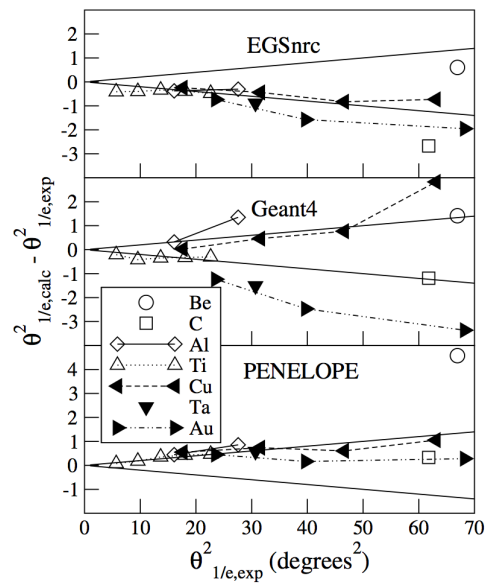 EGSnrc
1
0
-1
-2
-3
Geant4
2
1
0
-1
-2
-3
θ²1/e,calc - θ²1/e,exp
Be
C
Al
Ti
Cu
Ta
Au
PENELOPE
4
3
2
1
0
-1
0 10 20 30 40 50 60 70
θ²1/e,exp (degrees²)